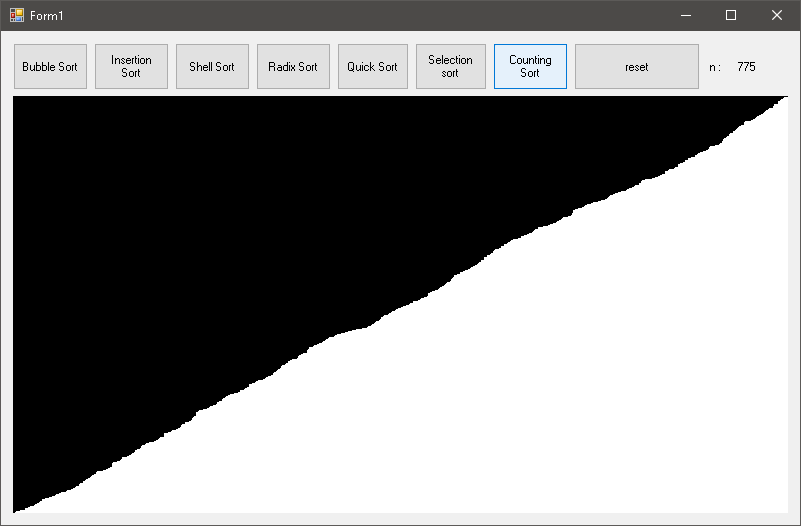 Form1
Bubble Sort
Insertion
Sort
Shell Sort
Radix Sort
Quick Sort
Selection
sort
Counting
Sort
reset
n : 775